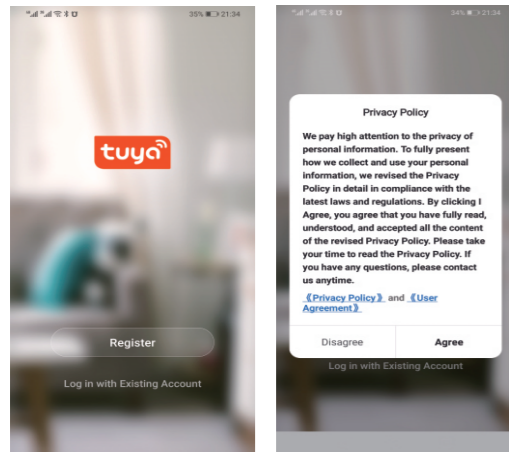 35% 21:34
tuya
Register
Log in with Existing Account
34% 21:34
Privacy Policy
We pay high attention to the privacy of
personal information. To fully present
how we collect and use your personal
information, we revised the Privacy
Policy in detail in compliance with the
latest laws and regulations. By clicking I
Agree, you agree that you have fully read,
understood, and accepted all the content
of the revised Privacy Policy. Please take
your time to read the Privacy Policy. If
you have any questions, please contact
us anytime.
《Privacy Policy》 and 《User
Agreement》
Disagree Agree
Log in with Existing Account